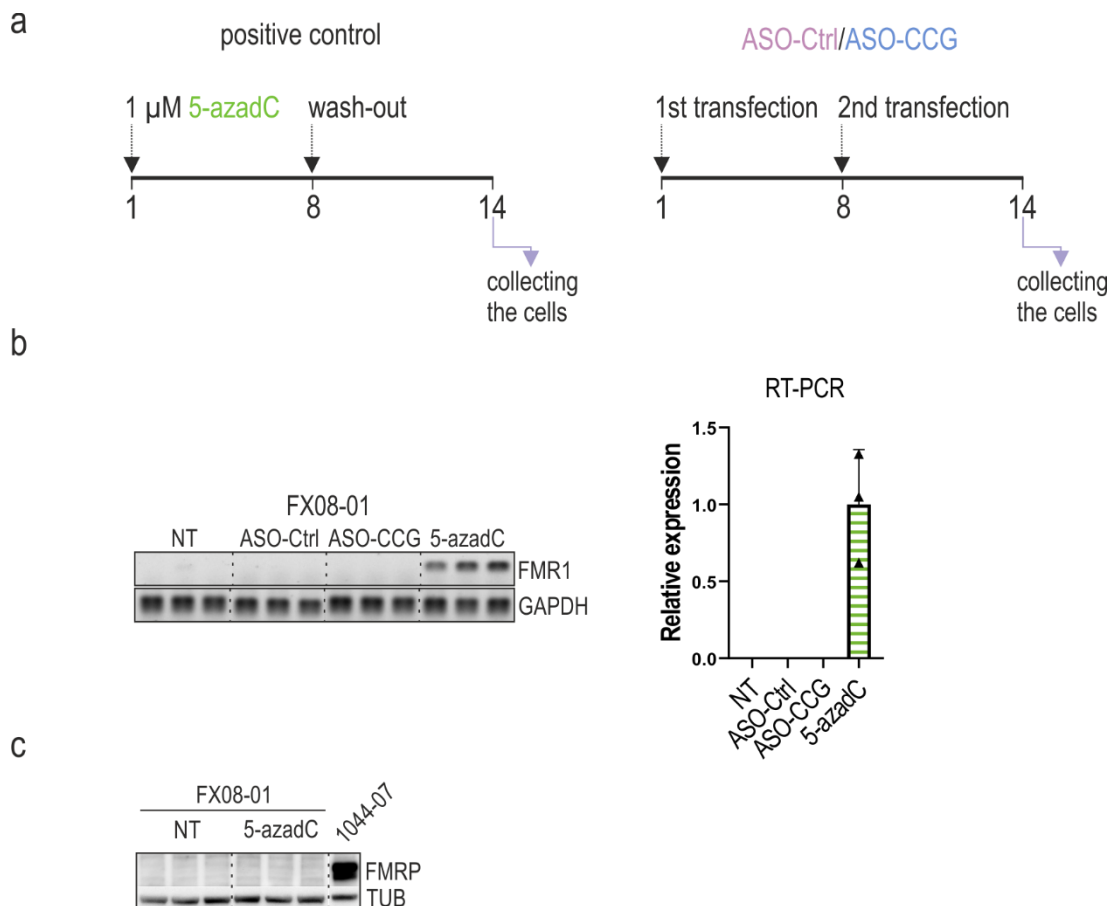 a
positive control
ASO-Ctrl/ASO-CCG
1 µM 5-azadC
wash-out
1st transfection
2nd transfection
1
8
14
1
8
14
collecting
the cells
collecting
the cells
b
RT-PCR
FX08-01
NT
ASO-Ctrl
ASO-CCG
5-azadC
FMR1
GAPDH
Relative expression
1.5
1.0
0.5
0.0
NT
ASO-Ctrl
ASO-CCG
5-azadC
c
FX08-01
1044-07
NT
5-azadC
FMRP
TUB